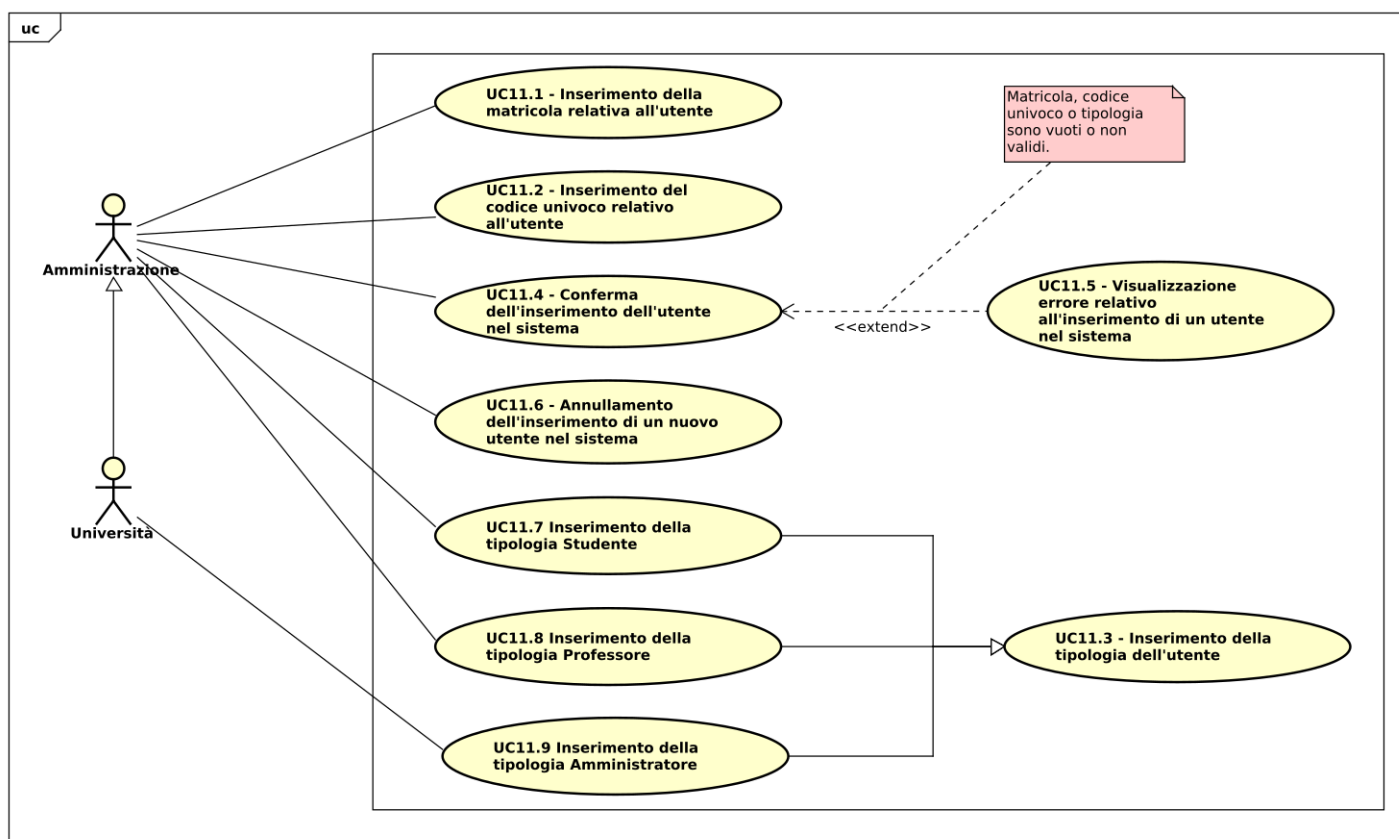 uc
UC11.1 - Inserimento della
matricola relativa all'utente
Matricola, codice
univoco o tipologia
sono vuoti o non
validi.
UC11.2 - Inserimento del
codice univoco relativo
all'utente
Amministrazione
UC11.4 - Conferma
dell'inserimento dell'utente
nel sistema
<<extend>>
UC11.5 - Visualizzazione
errore relativo
all'inserimento di un utente
nel sistema
UC11.6 - Annullamento
dell'inserimento di un nuovo
utente nel sistema
Università
UC11.7 Inserimento della
tipologia Studente
UC11.8 Inserimento della
tipologia Professore
UC11.3 - Inserimento della
tipologia dell'utente
UC11.9 Inserimento della
tipologia Amministratore